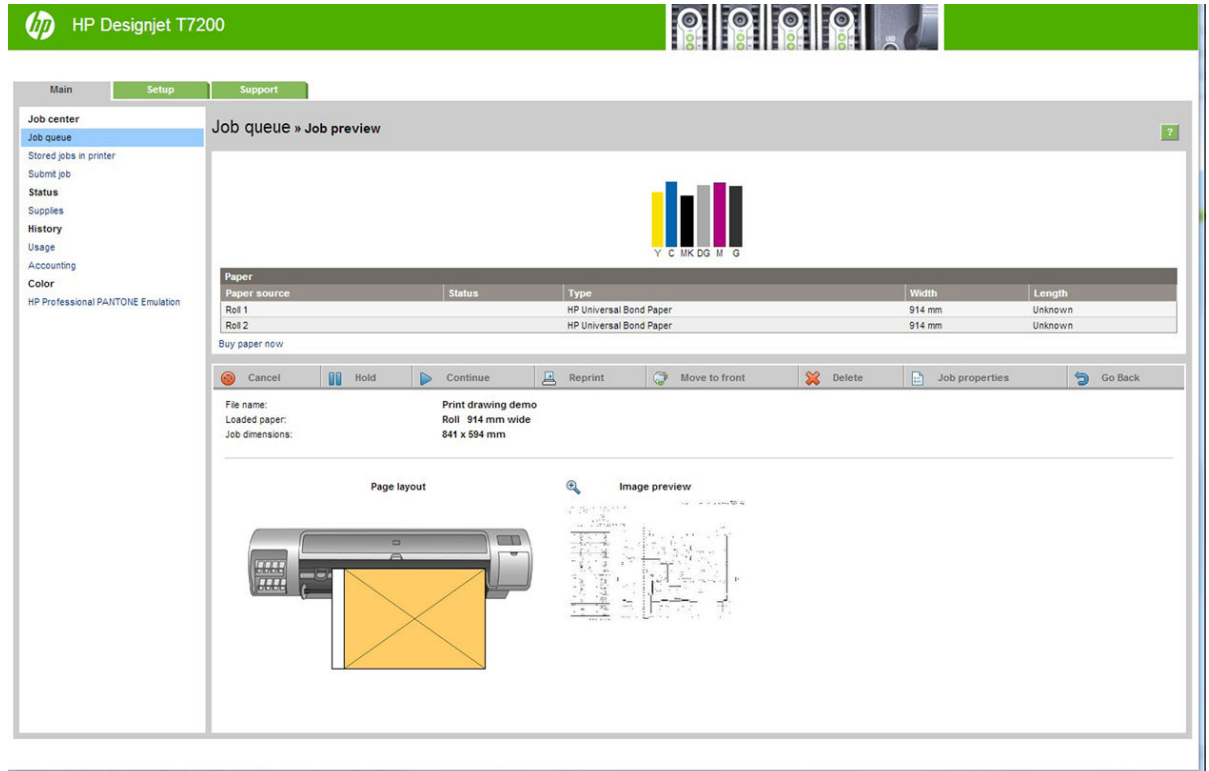 hp HP Designjet T7200
UID
Main Setup Support
Job center
Job queue
Stored jobs in printer
Submit job
Status
Supplies
History
Usage
Accounting
Color
HP Professional PANTONE Emulation
Job queue » Job preview
?
Y C MK DG M G
Paper
Paper source Status Type Width Length
Roll 1 HP Universal Bond Paper 914 mm Unknown
Roll 2 HP Universal Bond Paper 914 mm Unknown
Buy paper now
Cancel Hold Continue Reprint Move to front Delete Job properties Go Back
File name: Print drawing demo
Loaded paper: Roll 914 mm wide
Job dimensions: 841 x 594 mm
Page layout Image preview